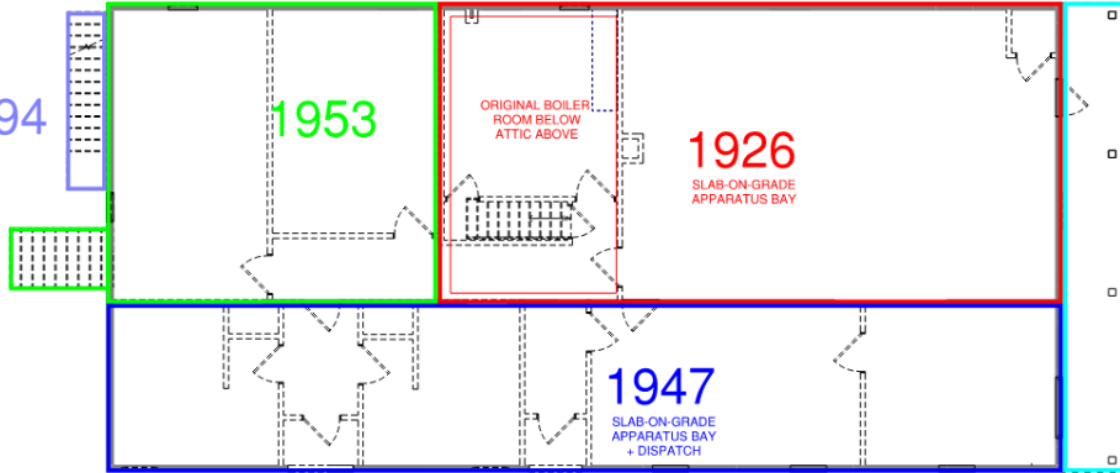 94
1953
ORIGINAL BOILER
ROOM BELOW
ATTIC ABOVE
1926
SLAB-ON-GRADE
APPARATUS BAY
1947
SLAB-ON-GRADE
APPARATUS BAY
+ DISPATCH